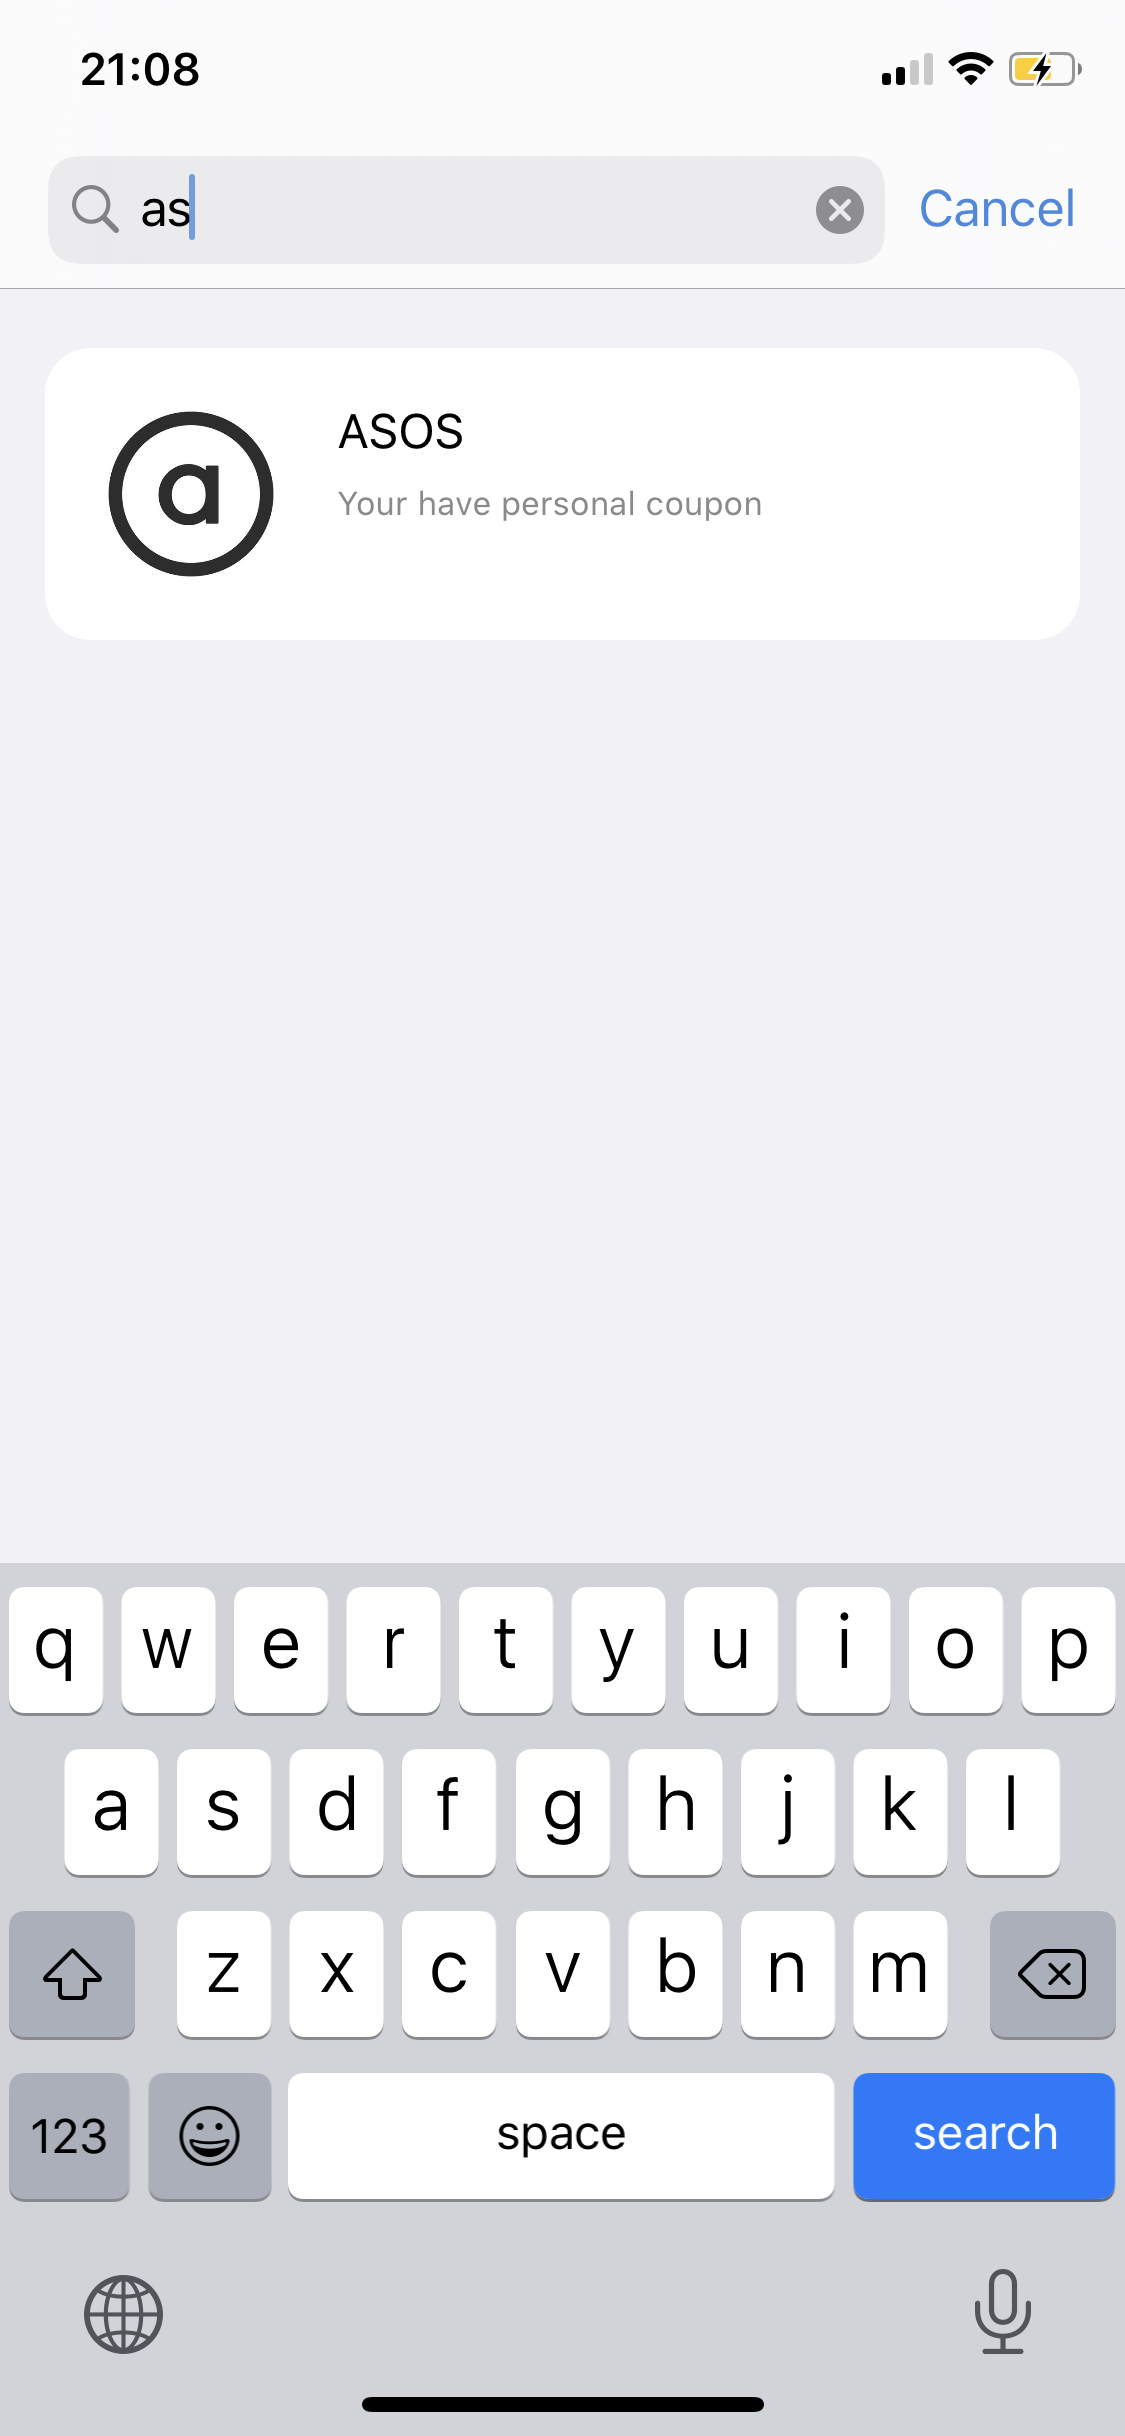 21:08
as
Cancel
a
ASOS
Your have personal coupon
q w e r t y u i o p
a s d f g h j k l
z x c v b n m
123
space
search